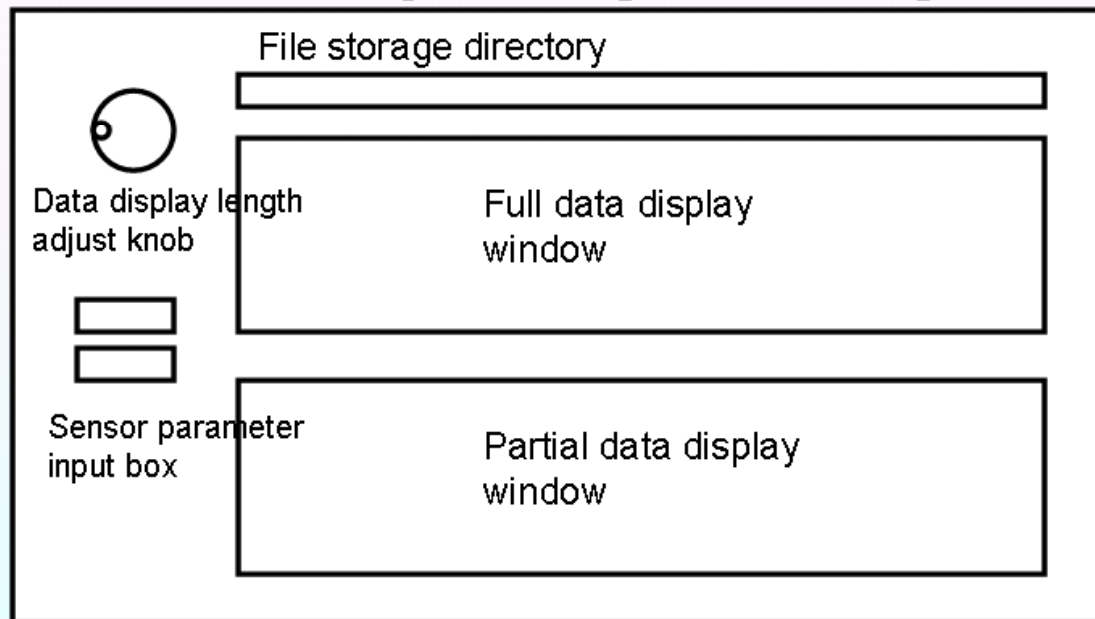 File storage directory
Data display length
adjust knob
Full data display
window
Sensor parameter
input box
Partial data display
window